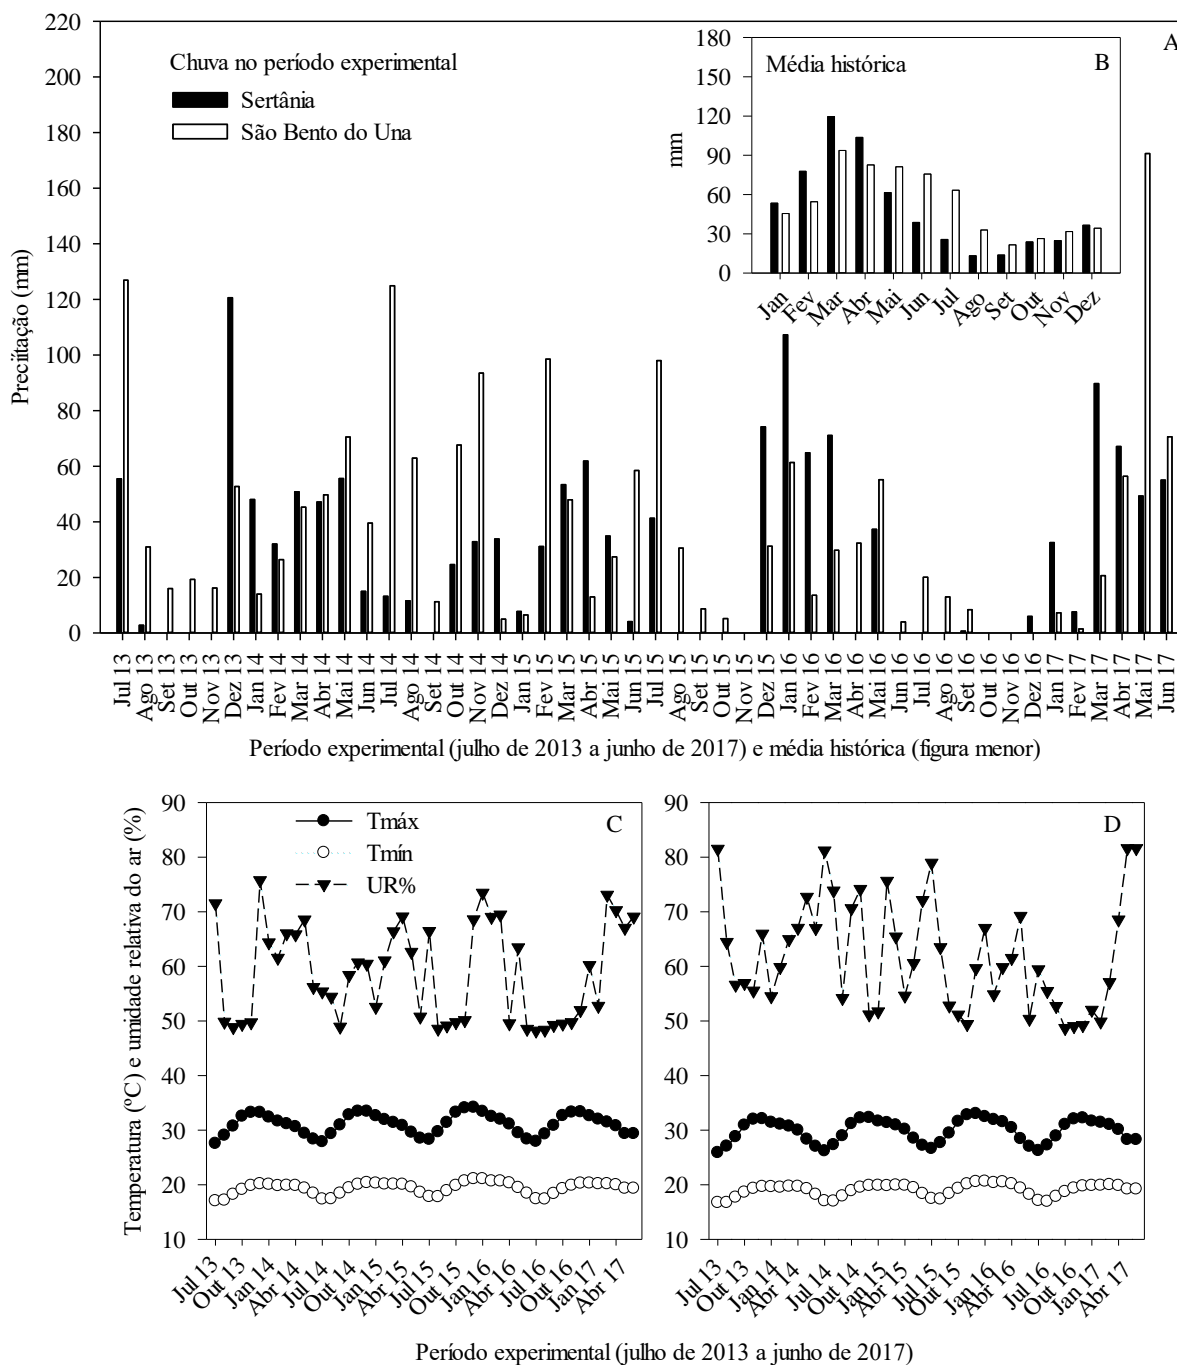 A
220
200
180
160
140
120
100
80
60
40
20
0
Preciitação (mm)
Chuva no período experimental
Sertânia
São Bento do Una
B
Média histórica
180
150
120
90
60
30
0
mm
Jan
Fev
Mar
Abr
Mai
Jun
Jul
Ago
Set
Out
Nov
Dez
Jul 13
Ago 13
Set 13
Out 13
Nov 13
Dez 13
Jan 14
Fev 14
Mar 14
Abr 14
Mai 14
Jun 14
Jul 14
Ago 14
Set 14
Out 14
Nov 14
Dez 14
Jan 15
Fev 15
Mar 15
Abr 15
Mai 15
Jun 15
Jul 15
Ago 15
Set 15
Out 15
Nov 15
Dez 15
Jan 16
Fev 16
Mar 16
Abr 16
Mai 16
Jun 16
Jul 16
Ago 16
Set 16
Out 16
Nov 16
Dez 16
Jan 17
Fev 17
Mar 17
Abr 17
Mai 17
Jun 17
Período experimental (julho de 2013 a junho de 2017) e média histórica (figura menor)
Temperatura (ºC) e umidade relativa do ar (%)
90
80
70
60
50
40
30
20
10
Tmáx
Tmín
UR%
C
Jul 13
Out 13
Jan 14
Abr 14
Jul 14
Out 14
Jan 15
Abr 15
Jul 15
Out 15
Jan 16
Abr 16
Jul 16
Out 16
Jan 17
Abr 17
90
80
70
60
50
40
30
20
10
D
Jul 13
Out 13
Jan 14
Abr 14
Jul 14
Out 14
Jan 15
Abr 15
Jul 15
Out 15
Jan 16
Abr 16
Jul 16
Out 16
Jan 17
Abr 17
Período experimental (julho de 2013 a junho de 2017)